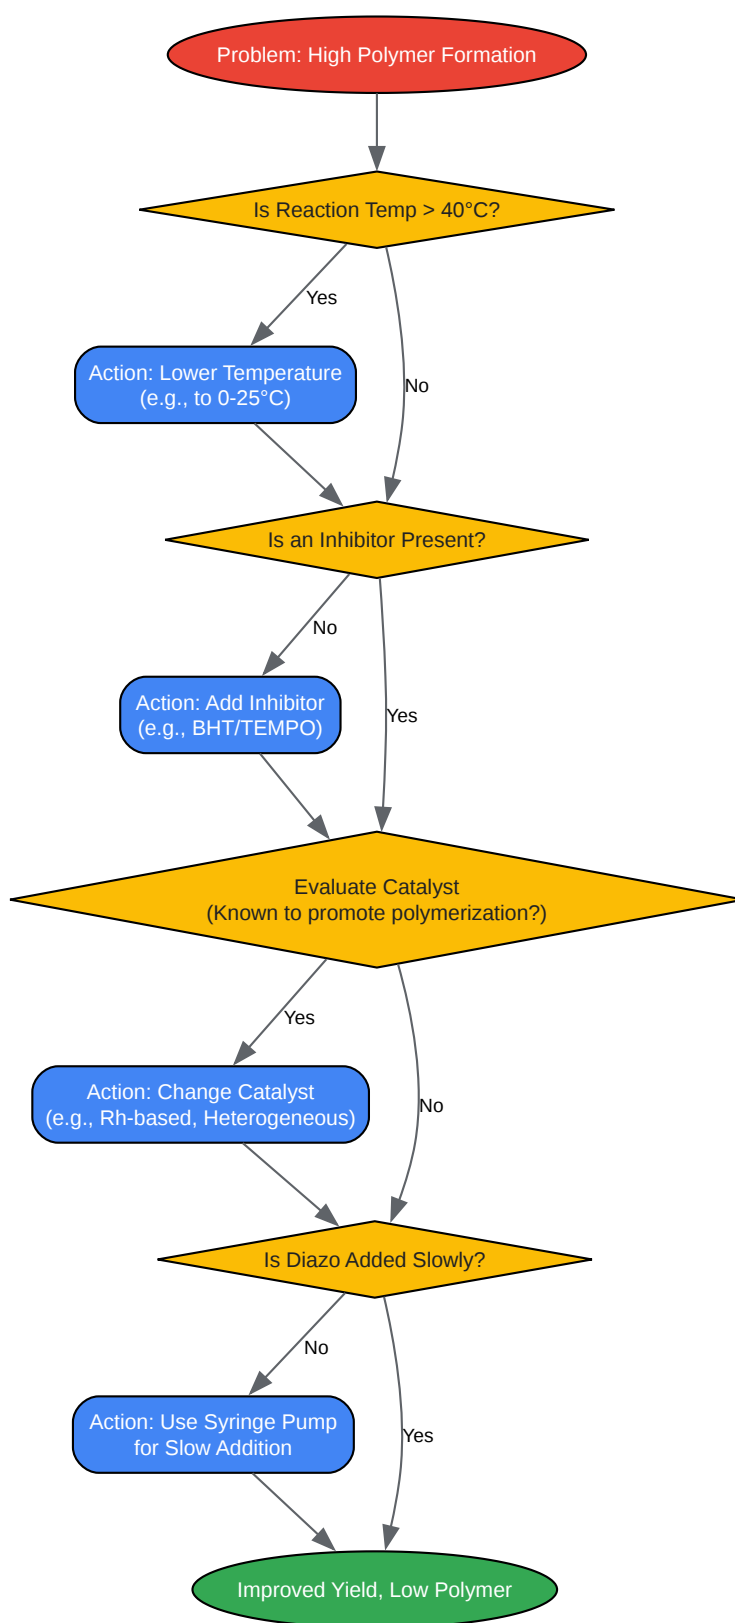 Problem: High Polymer Formation
Is Reaction Temp > 40°C?
Yes
Action: Lower Temperature
(e.g., to 0-25°C)
No
Is an Inhibitor Present?
No
Action: Add Inhibitor
(e.g., BHT/TEMPO)
Yes
Evaluate Catalyst
(Known to promote polymerization?)
Yes
Action: Change Catalyst
(e.g., Rh-based, Heterogeneous)
No
Is Diazo Added Slowly?
No
Action: Use Syringe Pump
for Slow Addition
Yes
Improved Yield, Low Polymer